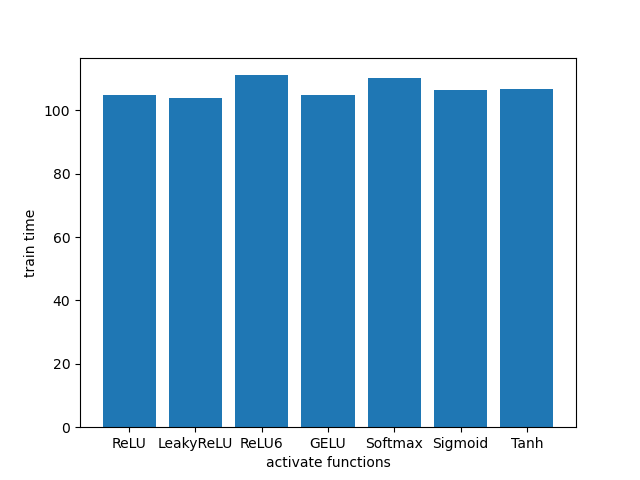 train time
100
80
60
40
20
0
ReLU LeakyReLU ReLU6 GELU Softmax Sigmoid Tanh
activate functions